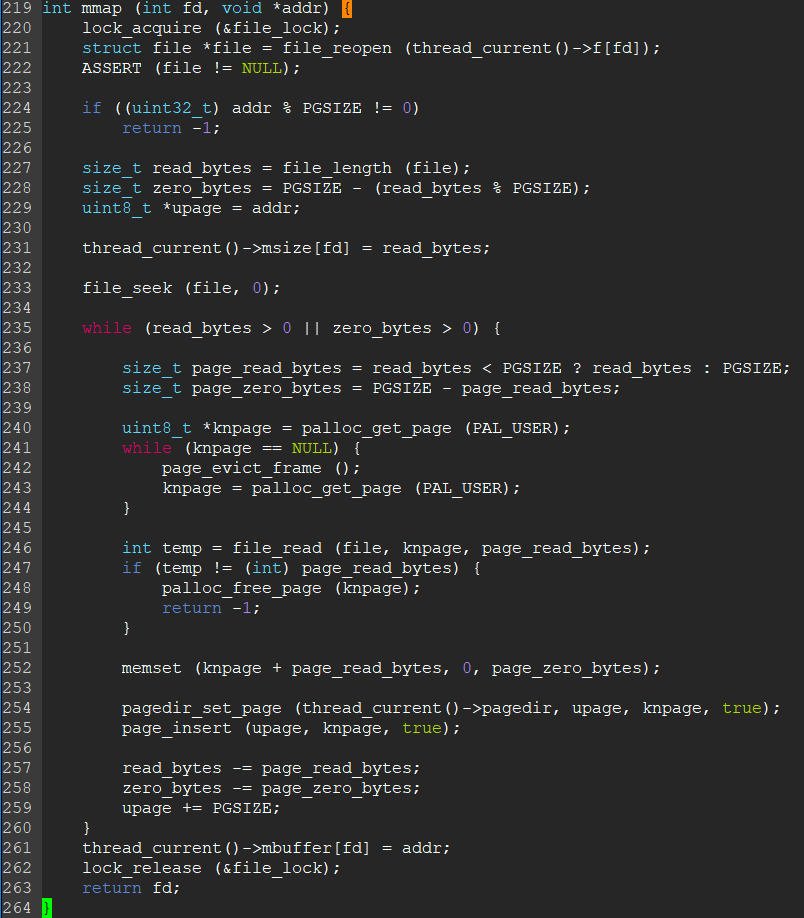 219 int mmap (int fd, void *addr) {
220     lock_acquire (&file_lock);
221     struct file *file = file_reopen (thread_current()->f[fd]);
222     ASSERT (file != NULL);
223
224     if ((uint32_t) addr % PGSIZE != 0)
225         return -1;
226
227     size_t read_bytes = file_length (file);
228     size_t zero_bytes = PGSIZE - (read_bytes % PGSIZE);
229     uint8_t *upage = addr;
230
231     thread_current()->msize[fd] = read_bytes;
232
233     file_seek (file, 0);
234
235     while (read_bytes > 0 || zero_bytes > 0) {
236
237         size_t page_read_bytes = read_bytes < PGSIZE ? read_bytes : PGSIZE;
238         size_t page_zero_bytes = PGSIZE - page_read_bytes;
239
240         uint8_t *knpage = palloc_get_page (PAL_USER);
241         while (knpage == NULL) {
242             page_evict_frame ();
243             knpage = palloc_get_page (PAL_USER);
244         }
245
246         int temp = file_read (file, knpage, page_read_bytes);
247         if (temp != (int) page_read_bytes) {
248             palloc_free_page (knpage);
249             return -1;
250         }
251
252         memset (knpage + page_read_bytes, 0, page_zero_bytes);
253
254         pagedir_set_page (thread_current()->pagedir, upage, knpage, true);
255         page_insert (upage, knpage, true);
256
257         read_bytes -= page_read_bytes;
258         zero_bytes -= page_zero_bytes;
259         upage += PGSIZE;
260     }
261     thread_current()->mbuffer[fd] = addr;
262     lock_release (&file_lock);
263     return fd;
264 }